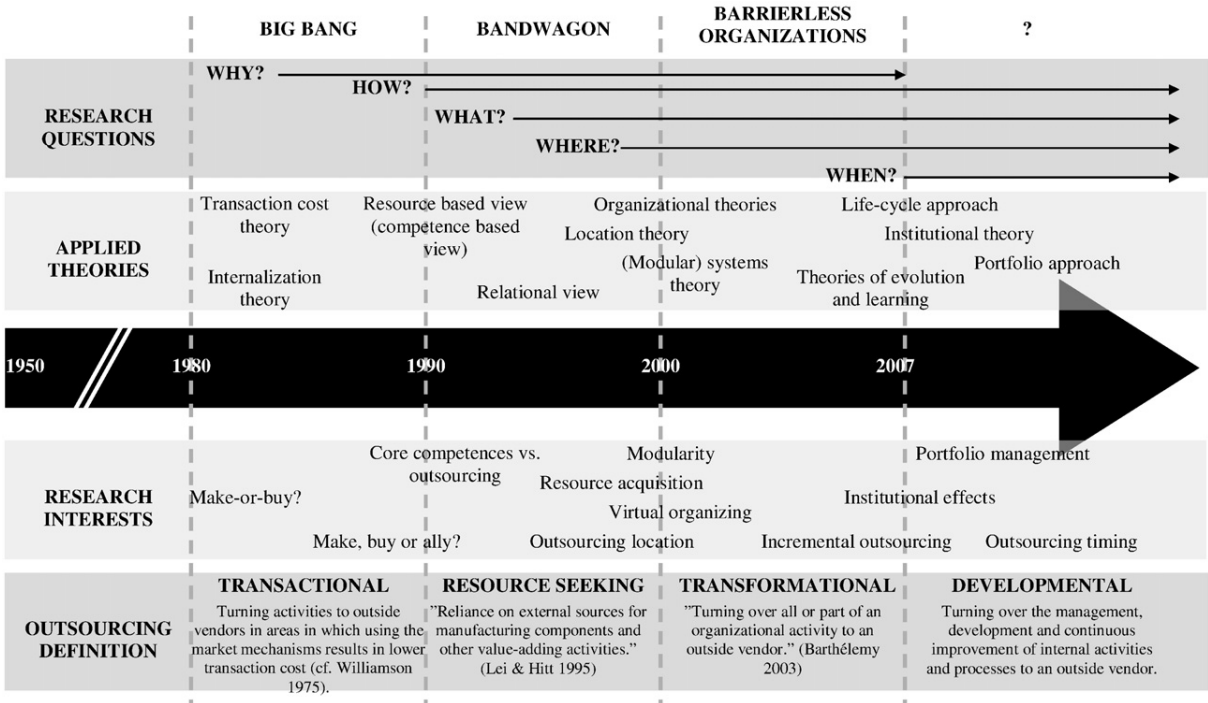 BIG BANG
BANDWAGON
BARRIERLESS
ORGANIZATIONS
?
RESEARCH
QUESTIONS
WHY?
HOW?
WHAT?
WHERE?
WHEN?
APPLIED
THEORIES
Transaction cost
theory
Internalization
theory
Resource based view
(competence based
view)
Relational view
Organizational theories
Location theory
(Modular) systems
theory
Life-cycle approach
Institutional theory
Portfolio approach
Theories of evolution
and learning
1950
1980
1990
2000
2007
RESEARCH
INTERESTS
Make-or-buy?
Core competences vs.
outsourcing
Make, buy or ally?
Modularity
Resource acquisition
Virtual organizing
Outsourcing location
Portfolio management
Institutional effects
Incremental outsourcing
Outsourcing timing
OUTSOURCING
DEFINITION
TRANSACTIONAL
Turning activities to outside
vendors in areas in which using the
market mechanisms results in lower
transaction cost (cf. Williamson
1975).
RESOURCE SEEKING
”Reliance on external sources for
manufacturing components and
other value-adding activities.”
(Lei & Hitt 1995)
TRANSFORMATIONAL
”Turning over all or part of an
organizational activity to an
outside vendor.” (Barthélemy
2003)
DEVELOPMENTAL
Turning over the management,
development and continuous
improvement of internal activities
and processes to an outside vendor.